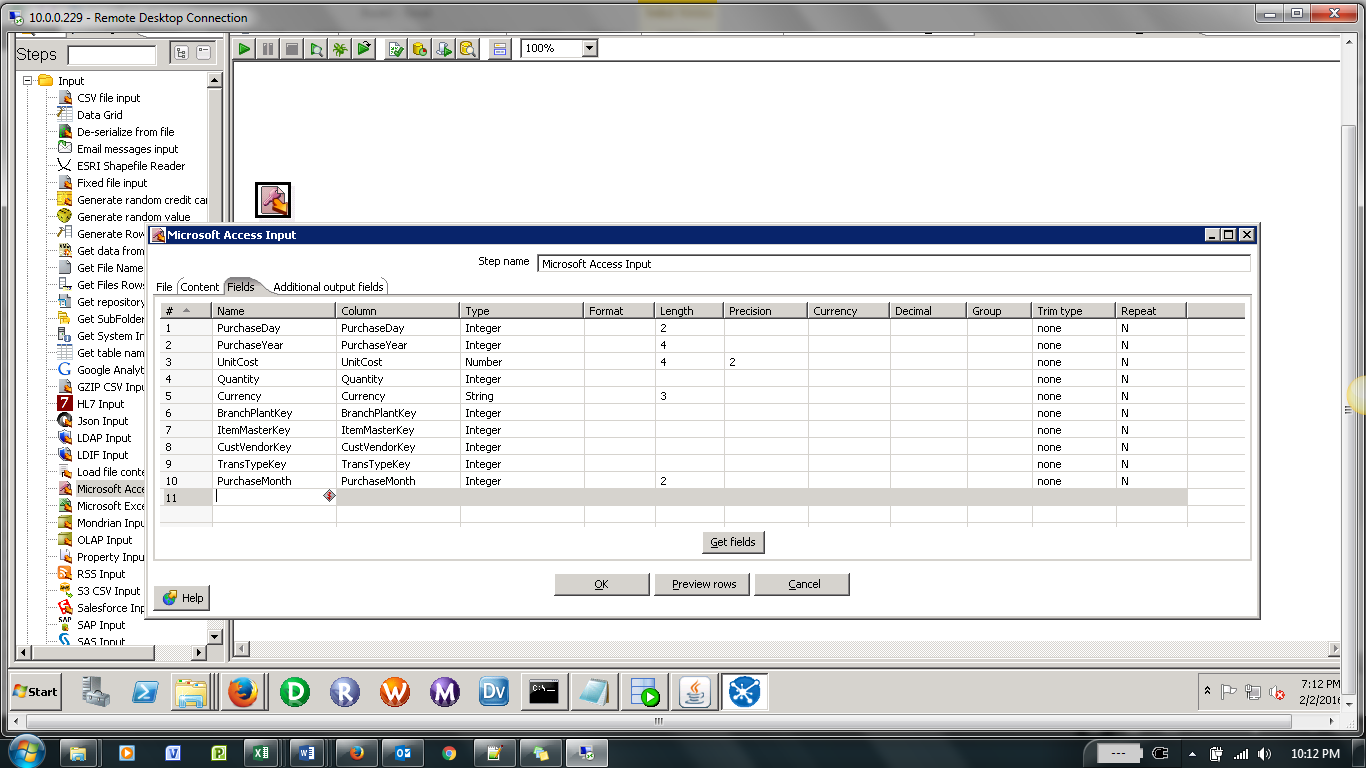 10.0.0.229 - Remote Desktop Connection
Steps
100%
Input
CSV file input
Data Grid
De-serialize from file
Email messages input
ESRI Shapefile Reader
Fixed file input
Generate random credit car
Generate random value
Generate Row
Get data from
Get File Name
Get Files Rows
Get repository
Get SubFolder
Get System In
Get table nam
Google Analyt
GZIP CSV Inpu
HL7 Input
Json Input
LDAP Input
LDIF Input
Load file conte
Microsoft Acce
Microsoft Exce
Mondrian Input
OLAP Input
Property Inpu
RSS Input
S3 CSV Input
Salesforce Inp
SAP Input
SAS Input
Microsoft Access Input
Step name Microsoft Access Input
File Content Fields Additional output fields
# Name Column Type Format Length Precision Currency Decimal Group Trim type Repeat
1 PurchaseDay PurchaseDay Integer 2 none N
2 PurchaseYear PurchaseYear Integer 4 none N
3 UnitCost UnitCost Number 4 2 none N
4 Quantity Quantity Integer none N
5 Currency Currency String 3 none N
6 BranchPlantKey BranchPlantKey Integer none N
7 ItemMasterKey ItemMasterKey Integer none N
8 CustVendorKey CustVendorKey Integer none N
9 TransTypeKey TransTypeKey Integer none N
10 PurchaseMonth PurchaseMonth Integer 2 none N
11
Get fields
OK Preview rows Cancel
Help
Start
D R W M Dv
7:12 PM
2/2/2016
10:12 PM